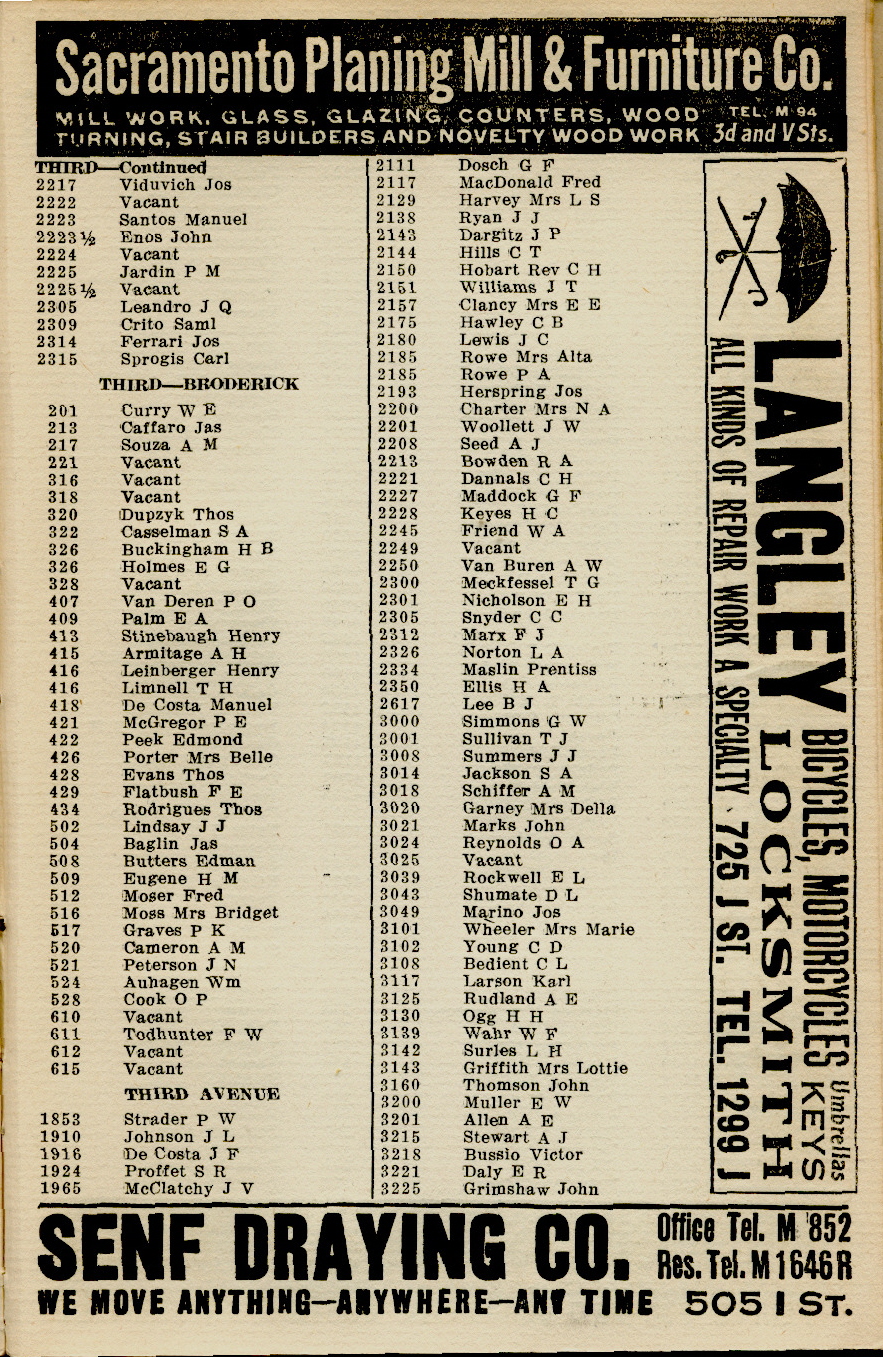 Sacramento Planing Mill & Furniture Co.
MILL WORK, GLASS, GLAZING, COUNTERS, WOOD TEL. M 94
TURNING, STAIR BUILDERS AND NOVELTY WOOD WORK 3d and V Sts.
THIRD—Continued
2217 Viduvich Jos
2222 Vacant
2223 Santos Manuel
2223½ Enos John
2224 Vacant
2225 Jardin P M
2225½ Vacant
2305 Leandro J Q
2309 Crito Saml
2314 Ferrari Jos
2315 Sprogis Carl
THIRD—BRODERICK
201 Curry W E
213 Caffaro Jas
217 Souza A M
221 Vacant
316 Vacant
318 Vacant
320 Dupzyk Thos
322 Casselman S A
326 Buckingham H B
326 Holmes E G
328 Vacant
407 Van Deren P O
409 Palm E A
413 Stinebaugh Henry
415 Armitage A H
416 Leinberger Henry
416 Limnell T H
418 De Costa Manuel
421 McGregor P E
422 Peek Edmond
426 Porter Mrs Belle
428 Evans Thos
429 Flatbush F E
434 Rodrigues Thos
502 Lindsay J J
504 Baglin Jas
508 Butters Edman
509 Eugene H M
512 Moser Fred
516 Moss Mrs Bridget
517 Graves P K
520 Cameron A M
521 Peterson J N
524 Auhagen Wm
528 Cook O P
610 Vacant
611 Todhunter F W
612 Vacant
615 Vacant
THIRD AVENUE
1853 Strader P W
1910 Johnson J L
1916 De Costa J F
1924 Proffet S R
1965 McClatchy J V
2111 Dosch G F
2117 MacDonald Fred
2129 Harvey Mrs L S
2138 Ryan J J
2143 Dargitz J P
2144 Hills C T
2150 Hobart Rev C H
2151 Williams J T
2157 Clancy Mrs E E
2175 Hawley C B
2180 Lewis J C
2185 Rowe Mrs Alta
2185 Rowe P A
2193 Herspring Jos
2200 Charter Mrs N A
2201 Woollett J W
2208 Seed A J
2213 Bowden R A
2221 Dannals C H
2227 Maddock G F
2228 Keyes H C
2245 Friend W A
2249 Vacant
2250 Van Buren A W
2300 Meckfessel T G
2301 Nicholson E H
2305 Snyder C C
2312 Marx F J
2326 Norton L A
2334 Maslin Prentiss
2350 Ellis H A
2617 Lee B J
3000 Simmons G W
3001 Sullivan T J
3008 Summers J J
3014 Jackson S A
3018 Schiffer A M
3020 Garney Mrs Della
3021 Marks John
3024 Reynolds O A
3025 Vacant
3039 Rockwell E L
3043 Shumate D L
3049 Marino Jos
3101 Wheeler Mrs Marie
3102 Young C D
3108 Bedient C L
3117 Larson Karl
3125 Rudland A E
3130 Ogg H H
3139 Wahr W F
3142 Surles L H
3143 Griffith Mrs Lottie
3160 Thomson John
3200 Muller E W
3201 Allen A E
3215 Stewart A J
3218 Bussio Victor
3221 Daly E R
3225 Grimshaw John
LANGLEY BICYCLES, MOTORCYCLES Umbrellas
LOCKSMITH KEYS
ALL KINDS OF REPAIR WORK A SPECIALTY · 725 J ST. TEL. 1299 J
SENF DRAYING CO. Office Tel. M 852
Res. Tel. M 1646 R
WE MOVE ANYTHING—ANYWHERE—ANY TIME 505 I ST.